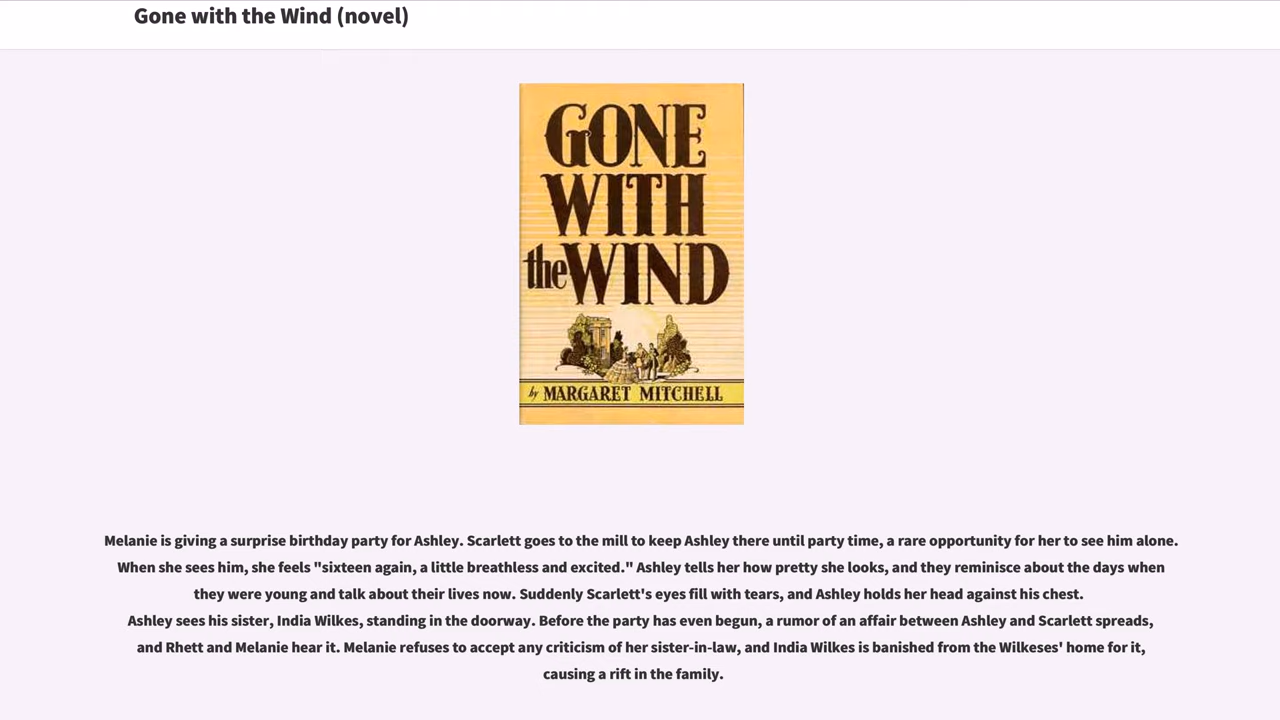 Gone with the Wind (novel)
GONE
WITH
the WIND
by MARGARET MITCHELL
Melanie is giving a surprise birthday party for Ashley. Scarlett goes to the mill to keep Ashley there until party time, a rare opportunity for her to see him alone.
When she sees him, she feels "sixteen again, a little breathless and excited." Ashley tells her how pretty she looks, and they reminisce about the days when
they were young and talk about their lives now. Suddenly Scarlett's eyes fill with tears, and Ashley holds her head against his chest.
Ashley sees his sister, India Wilkes, standing in the doorway. Before the party has even begun, a rumor of an affair between Ashley and Scarlett spreads,
and Rhett and Melanie hear it. Melanie refuses to accept any criticism of her sister-in-law, and India Wilkes is banished from the Wilkeses' home for it,
causing a rift in the family.